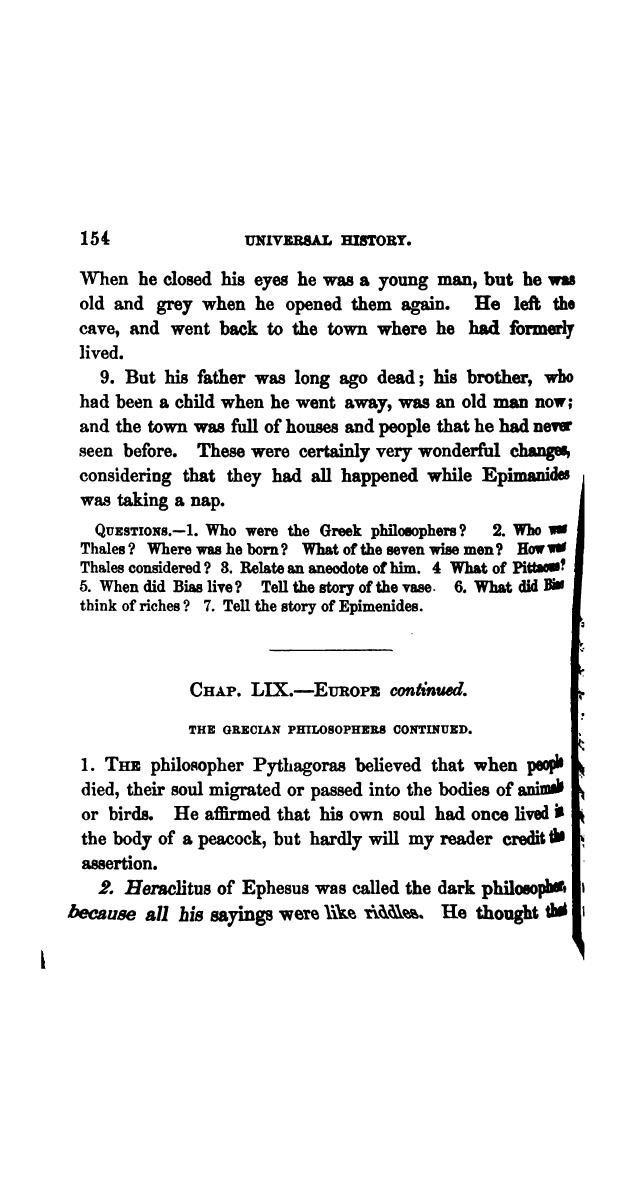 154 UNIVERSAL HISTORY.
When he closed his eyes he was a young man, but he was
old and grey when he opened them again. He left the
cave, and went back to the town where he had formerly
lived.
9. But his father was long ago dead; his brother, who
had been a child when he went away, was an old man now;
and the town was full of houses and people that he had never
seen before. These were certainly very wonderful changes,
considering that they had all happened while Epimanides
was taking a nap.
QUESTIONS.—1. Who were the Greek philosophers? 2. Who was
Thales? Where was he born? What of the seven wise men? How was
Thales considered? 3. Relate an anecdote of him. 4 What of Pittacus?
5. When did Bias live? Tell the story of the vase. 6. What did Bias
think of riches? 7. Tell the story of Epimenides.
CHAP. LIX.—EUROPE continued.
THE GRECIAN PHILOSOPHERS CONTINUED.
1. THE philosopher Pythagoras believed that when people
died, their soul migrated or passed into the bodies of animals
or birds. He affirmed that his own soul had once lived in
the body of a peacock, but hardly will my reader credit the
assertion.
2. Heraclitus of Ephesus was called the dark philosopher,
because all his sayings were like riddles. He thought that